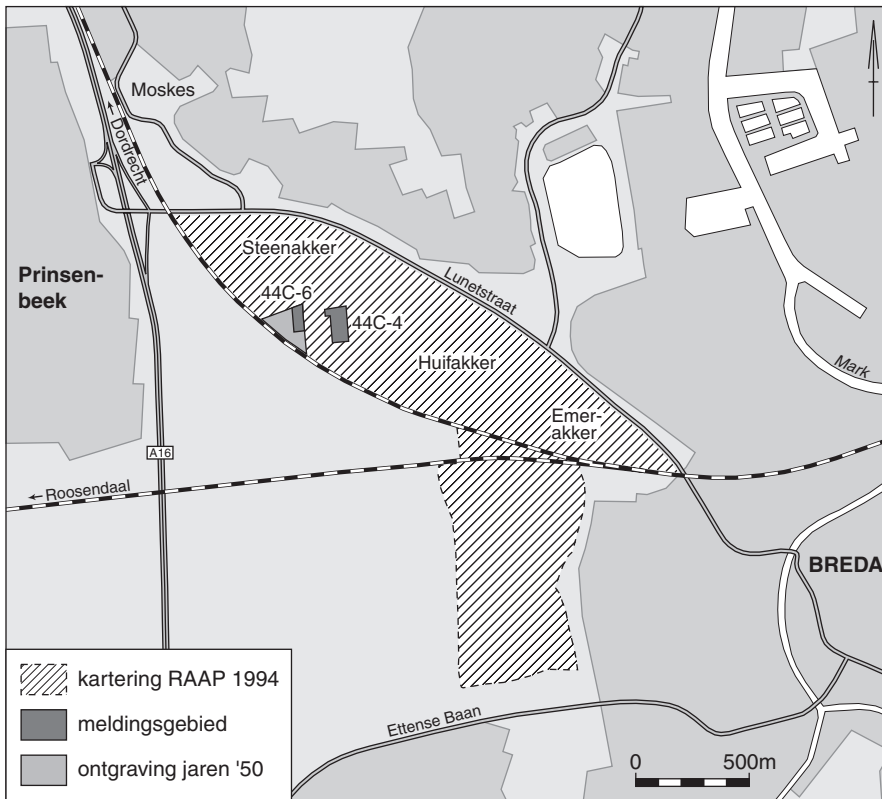 Moskes
← Dordrecht
Steenakker
Prinsen-
beek
44C-6
Lunetstraat
44C-4
Huifakker
Mark
Emer-
akker
A16
← Roosendaal
BREDA
kartering RAAP 1994
meldingsgebied
Ettense Baan
ontgraving jaren '50
0 500m